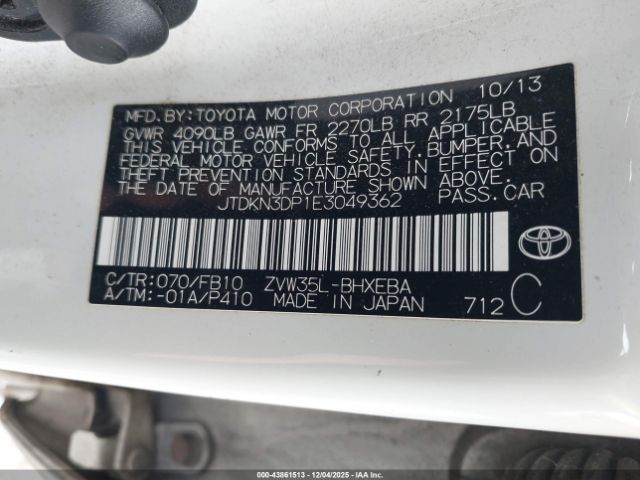 MFD. BY: TOYOTA MOTOR CORPORATION 10/13
GVWR 4090LB GAWR FR 2270LB RR 2175LB
THIS VEHICLE CONFORMS TO ALL APPLICABLE
FEDERAL MOTOR VEHICLE SAFETY, BUMPER, AND
THEFT PREVENTION STANDARDS IN EFFECT ON
THE DATE OF MANUFACTURE SHOWN ABOVE.
JTDKN3DP1E3049362 PASS. CAR
C/TR: 070/FB10 ZVW35L-BHXEBA
A/TM: -01A/P410 MADE IN JAPAN 712 C
TOYOTA
000-43861513 | 12/04/2025 - IAAI.COM